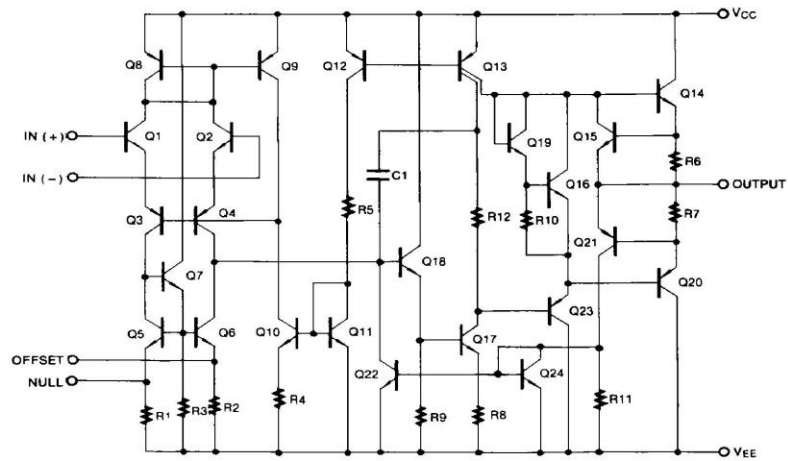 VCC
Q8
Q9
Q12
Q13
Q14
IN (+)
Q1
Q2
Q19
Q15
R6
IN (-)
C1
Q16
OUTPUT
R5
R12
R10
R7
Q3
Q4
Q21
Q7
Q18
Q20
Q23
Q5
Q6
Q10
Q11
Q17
OFFSET
Q22
Q24
NULL
R1
R3
R2
R4
R9
R8
R11
VEE